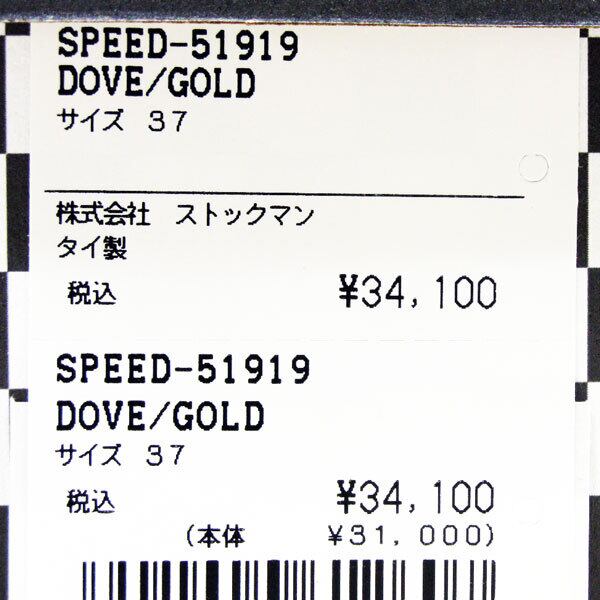 SPEED-51919
DOVE/GOLD
サイズ 37
株式会社 ストックマン
タイ製
税込 ¥34,100
SPEED-51919
DOVE/GOLD
サイズ 37
税込 ¥34,100
(本体 ¥31,000)